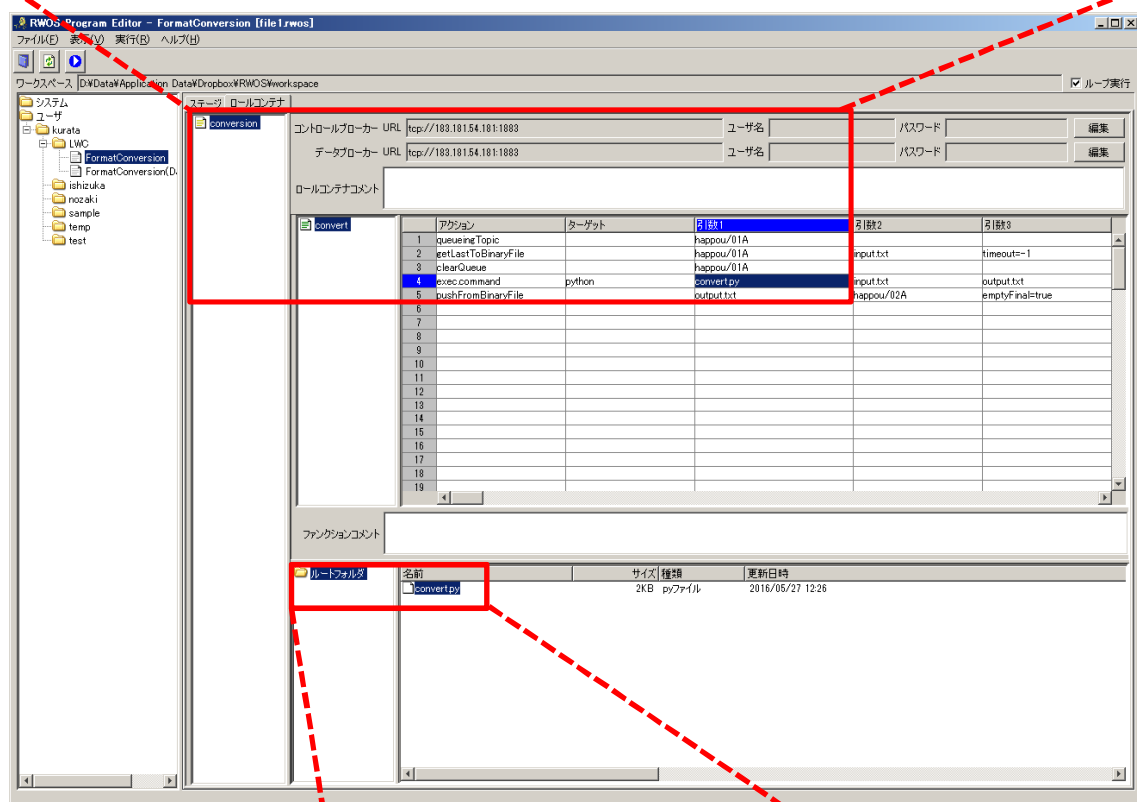 RWOS Program Editor - FormatConversion [file1.rwos]
ファイル(F) 表示(V) 実行(R) ヘルプ(H)
ワークスペース D:¥Data¥Application Data¥Dropbox¥RWOS¥workspace ループ実行
システム
ユーザ
kurata
LWC
FormatConversion
FormatConversion(D
ishizuka
nozaki
sample
temp
test
ステージ ロールコンテナ
conversion
コントロールブローカー URL tcp://183.181.54.181:1883 ユーザ名 パスワード 編集
データブローカー URL tcp://183.181.54.181:1883 ユーザ名 パスワード 編集
ロールコンテナコメント
convert
アクション ターゲット 引数1 引数2 引数3
1 queueingTopic happou/01A
2 getLastToBinaryFile happou/01A input.txt timeout=-1
3 clearQueue happou/01A
4 exec.command python convert.py input.txt output.txt
5 pushFromBinaryFile output.txt happou/02A emptyFinal=true
6
7
8
9
10
11
12
13
14
15
16
17
18
19
ファンクションコメント
ルートフォルダ
名前 サイズ 種類 更新日時
convert.py 2KB pyファイル 2016/05/27 12:26